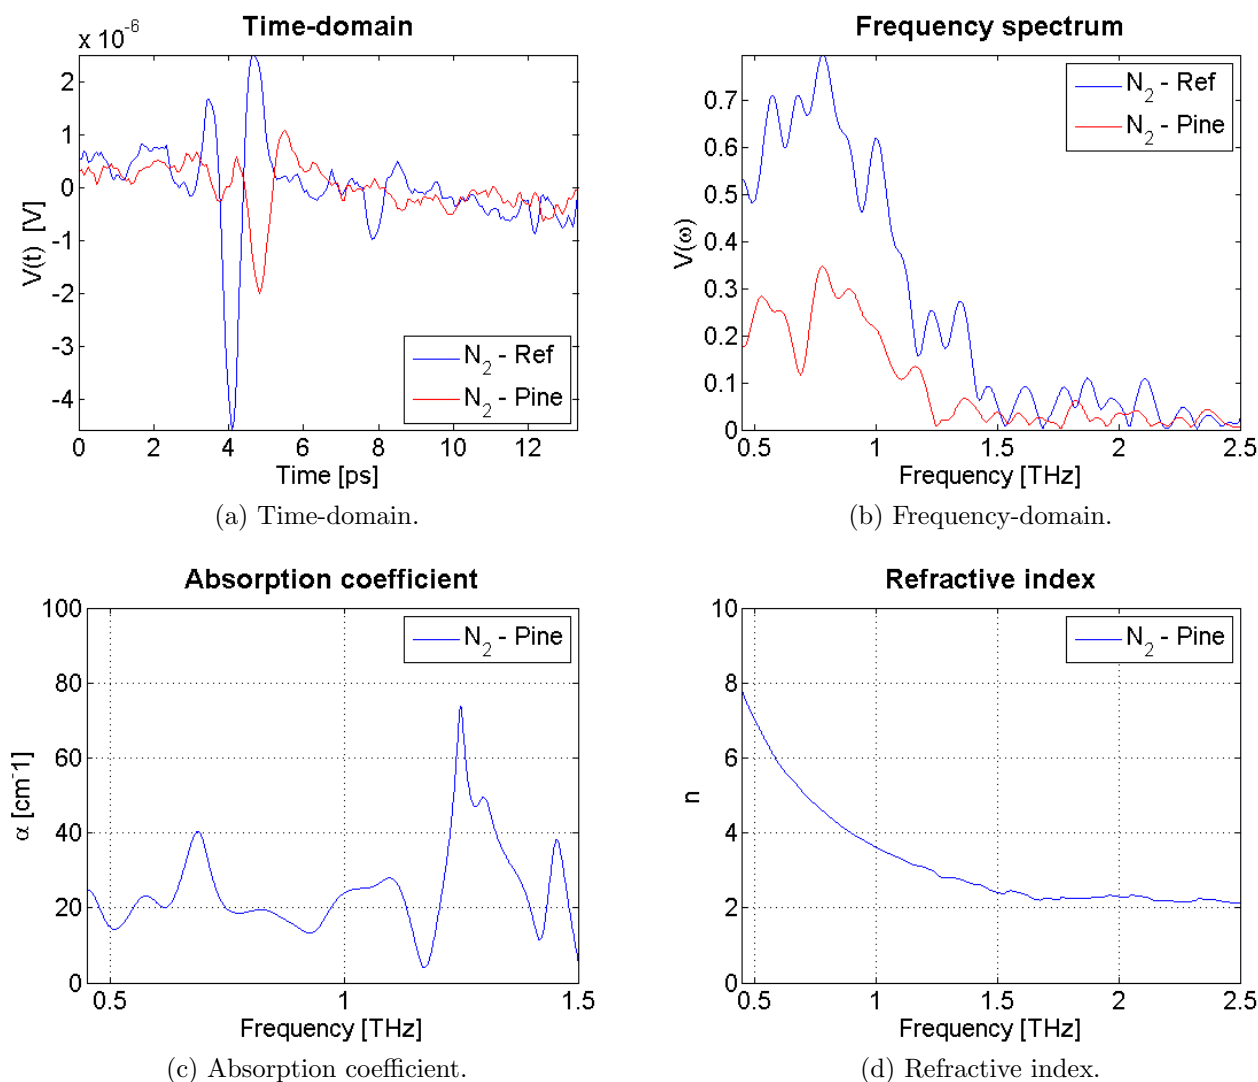 Time-domain
x 10^-6
2
1
0
-1
-2
-3
-4
V(t) [V]
N2 - Ref
N2 - Pine
0 2 4 6 8 10 12
Time [ps]
(a) Time-domain.
Frequency spectrum
0.7
0.6
0.5
0.4
0.3
0.2
0.1
0
V(ω)
N2 - Ref
N2 - Pine
0.5 1 1.5 2 2.5
Frequency [THz]
(b) Frequency-domain.
Absorption coefficient
100
80
60
40
20
0
α [cm-1]
N2 - Pine
0.5 1 1.5
Frequency [THz]
(c) Absorption coefficient.
Refractive index
10
8
6
4
2
0
n
N2 - Pine
0.5 1 1.5 2 2.5
Frequency [THz]
(d) Refractive index.